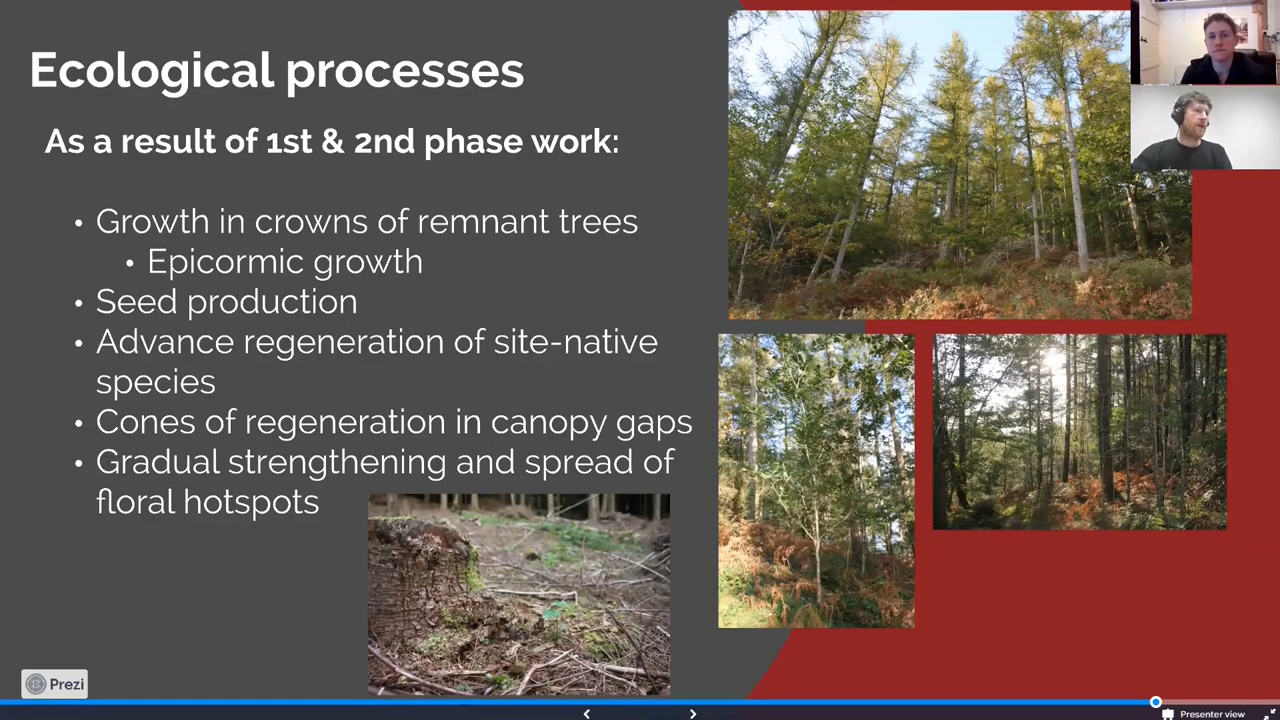 Ecological processes
As a result of 1st & 2nd phase work:
• Growth in crowns of remnant trees
• Epicormic growth
• Seed production
• Advance regeneration of site-native
species
• Cones of regeneration in canopy gaps
• Gradual strengthening and spread of
floral hotspots
Prezi
Presenter view